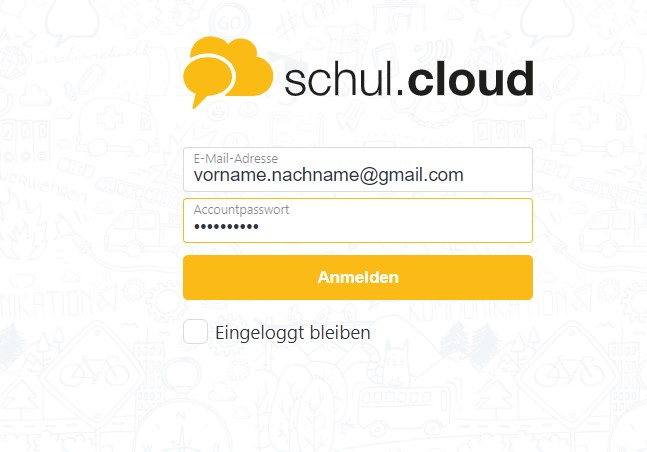 schul.cloud
E-Mail-Adresse
vorname.nachname@gmail.com
Accountpasswort
••••••••••
Anmelden
Eingeloggt bleiben